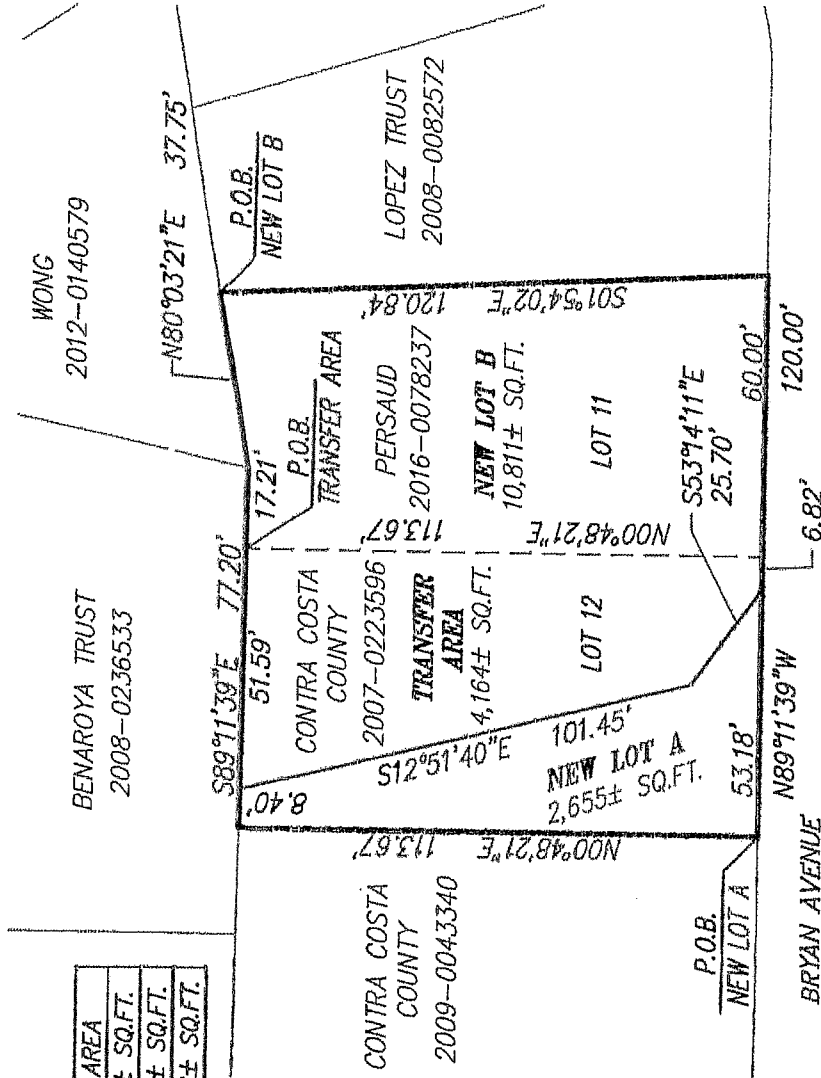 WONG
2012-0140579
N80°03'21"E 37.75'
BENAROYA TRUST
2008-0236533
P.O.B.
NEW LOT B
LOPEZ TRUST
2008-0082572
S89°11'39"E 77.20'
51.59'
17.21'
8.40'
P.O.B.
TRANSFER AREA
CONTRA COSTA
COUNTY
2007-0223596
TRANSFER
AREA
4,164± SQ.FT.
LOT 12
PERSAUD
2016-0078237
NEW LOT B
10,811± SQ.FT.
LOT 11
S01°54'02"E 120.84'
N00°48'21"E 113.67'
S12°51'40"E 101.45'
S53°14'11"E
25.70'
NEW LOT A
2,655± SQ.FT.
N00°48'21"E 113.67'
CONTRA COSTA
COUNTY
2009-0043340
AREA
± SQ.FT.
± SQ.FT.
± SQ.FT.
P.O.B.
NEW LOT A
53.18'
60.00'
N89°11'39"W
6.82'
120.00'
BRYAN AVENUE